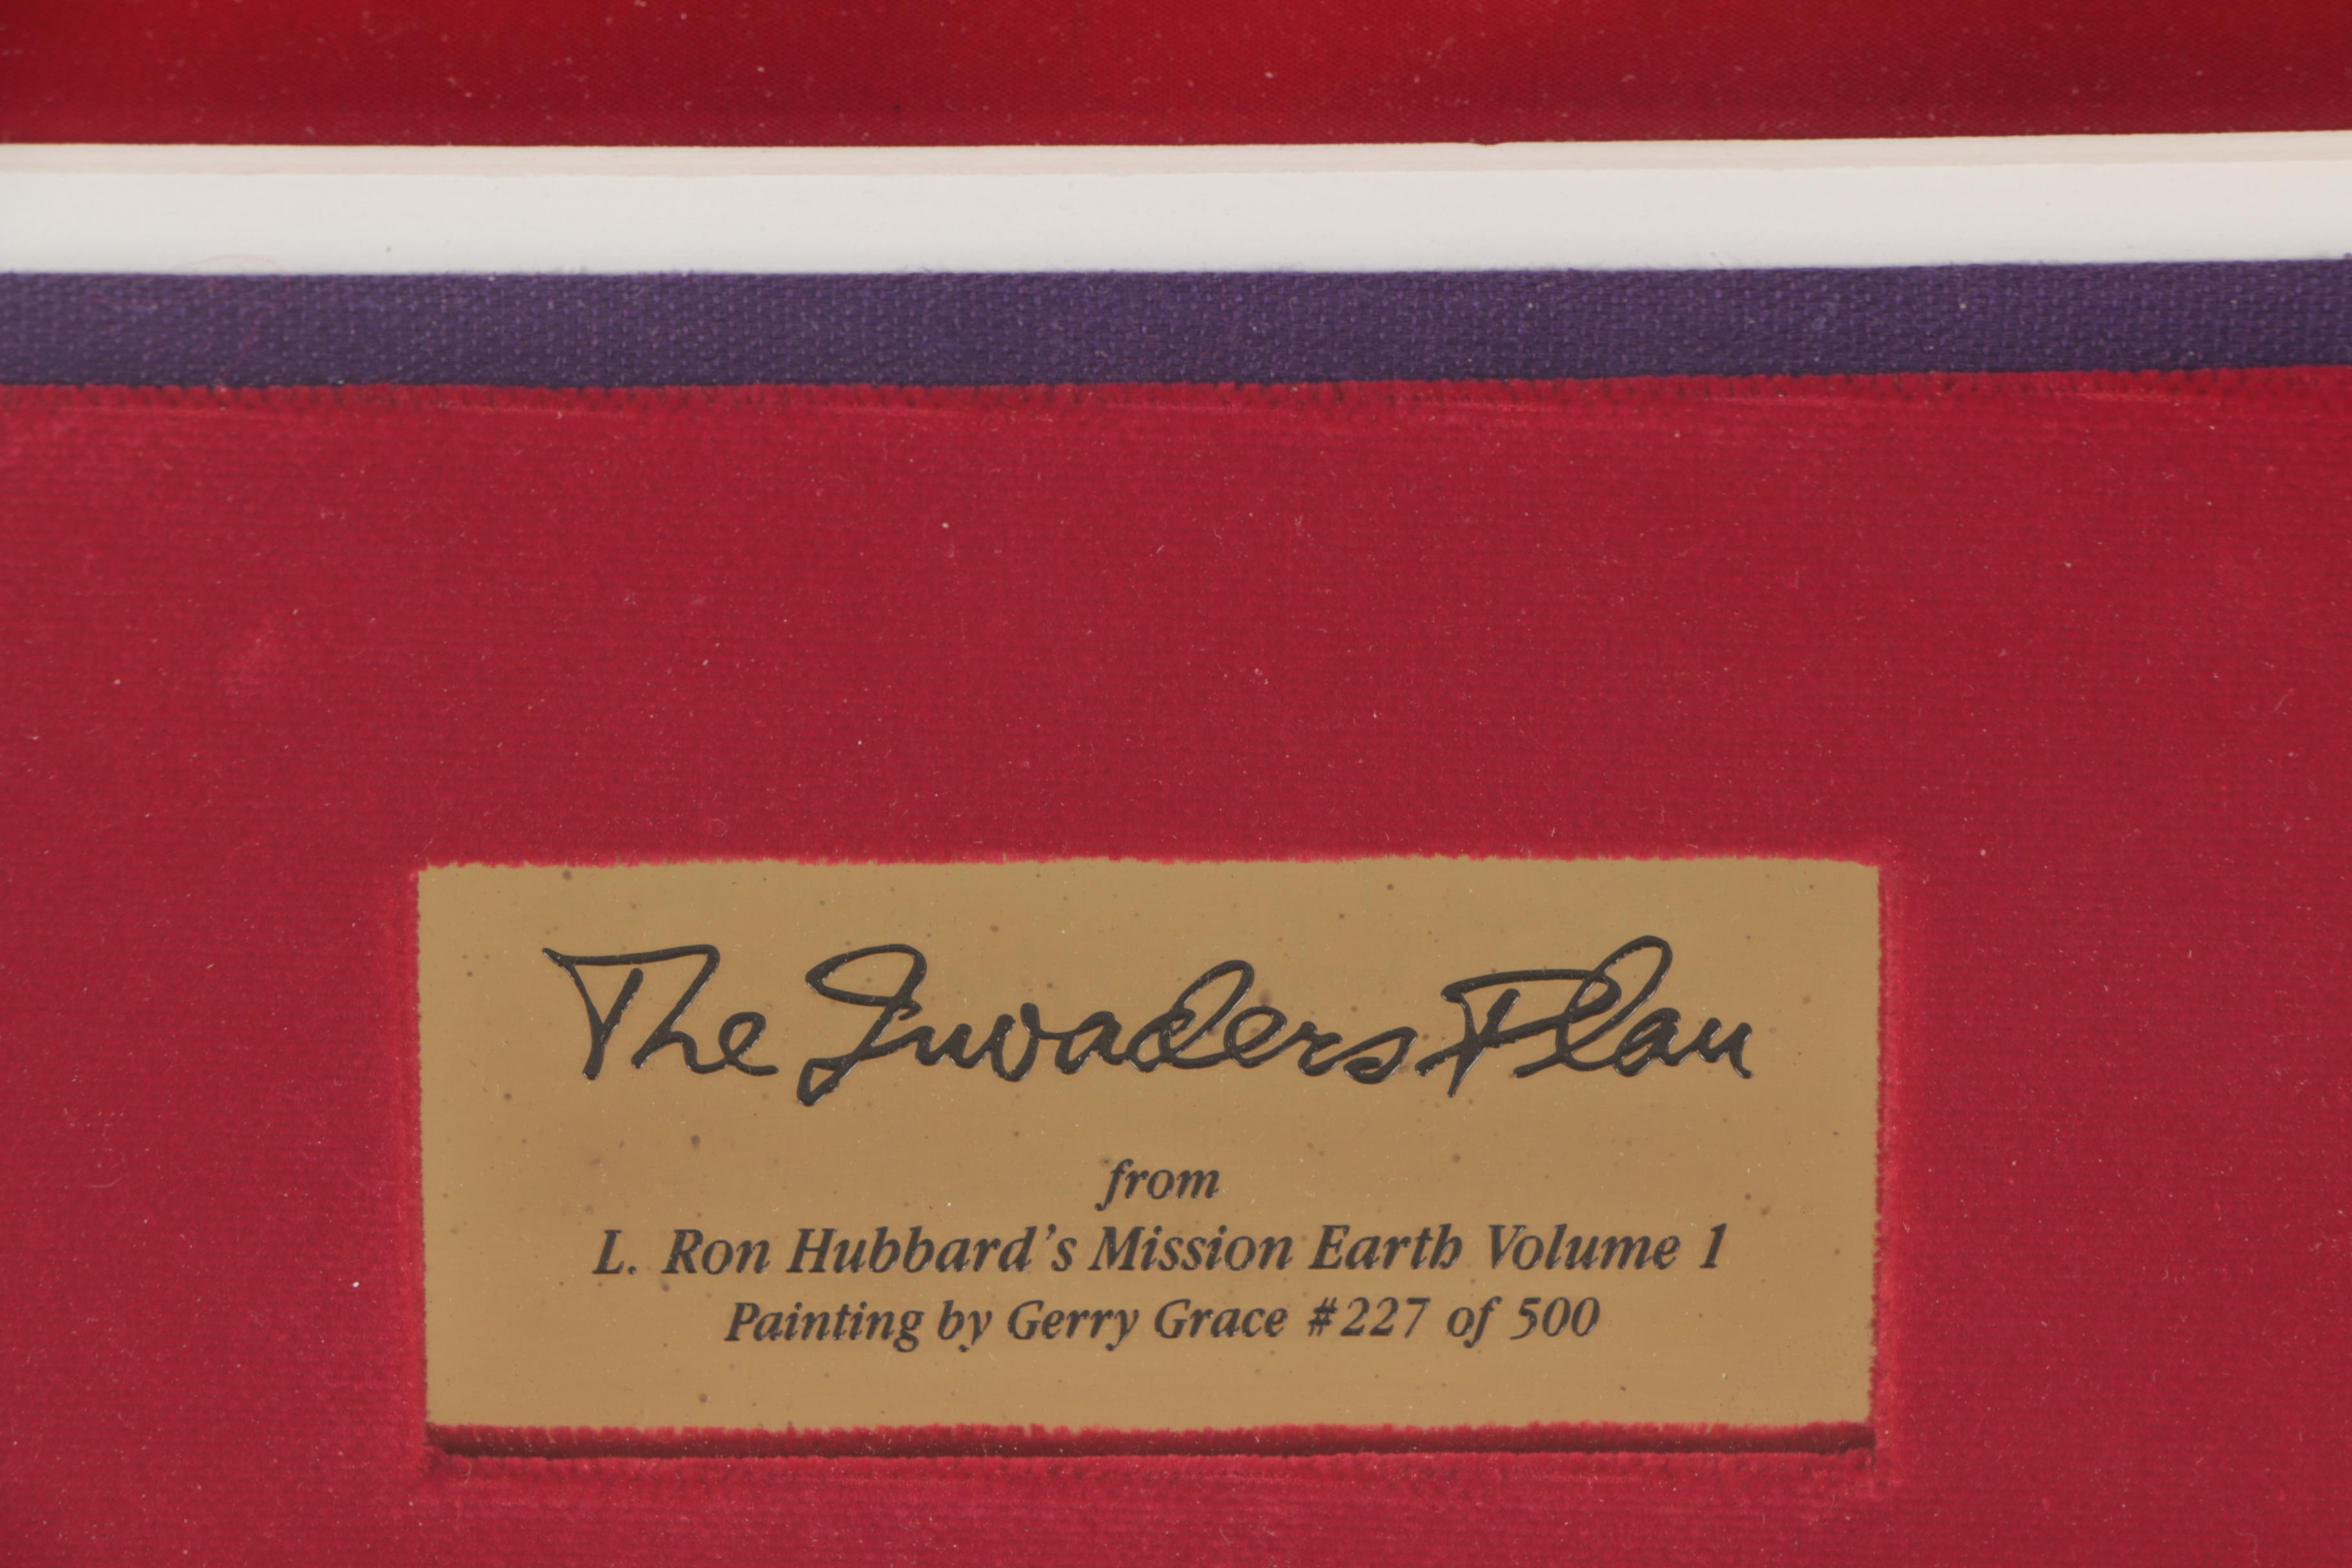 The Invaders Plan
from
L. Ron Hubbard's Mission Earth Volume 1
Painting by Gerry Grace #227 of 500